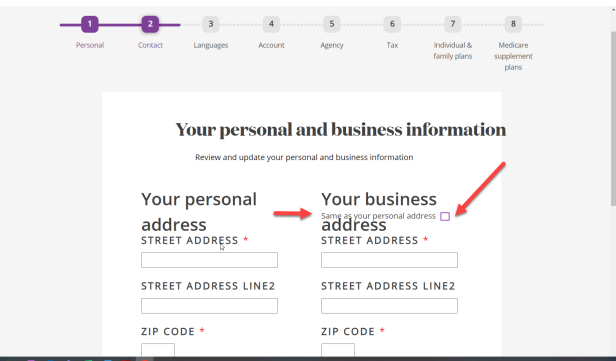 1 2 3 4 5 6 7 8
Personal Contact Languages Account Agency Tax Individual & family plans Medicare supplement plans
Your personal and business information
Review and update your personal and business information
Your personal
address
STREET ADDRESS *
STREET ADDRESS LINE2
ZIP CODE *
Your business
Same as your personal address
address
STREET ADDRESS *
STREET ADDRESS LINE2
ZIP CODE *